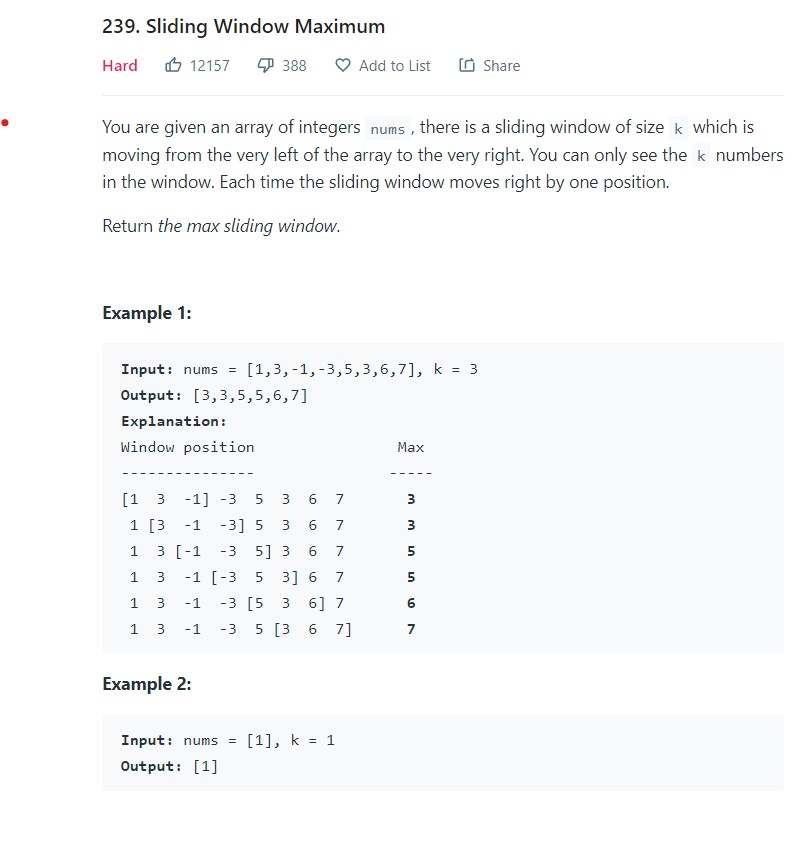 239. Sliding Window Maximum
Hard 12157 388 Add to List Share
You are given an array of integers nums , there is a sliding window of size k which is
moving from the very left of the array to the very right. You can only see the k numbers
in the window. Each time the sliding window moves right by one position.
Return the max sliding window.
Example 1:
Input: nums = [1,3,-1,-3,5,3,6,7], k = 3
Output: [3,3,5,5,6,7]
Explanation:
Window position                Max
---------------               -----
[1  3  -1] -3  5  3  6  7       3
 1 [3  -1  -3] 5  3  6  7       3
 1  3 [-1  -3  5] 3  6  7       5
 1  3  -1 [-3  5  3] 6  7       5
 1  3  -1  -3 [5  3  6] 7       6
 1  3  -1  -3  5 [3  6  7]      7
Example 2:
Input: nums = [1], k = 1
Output: [1]